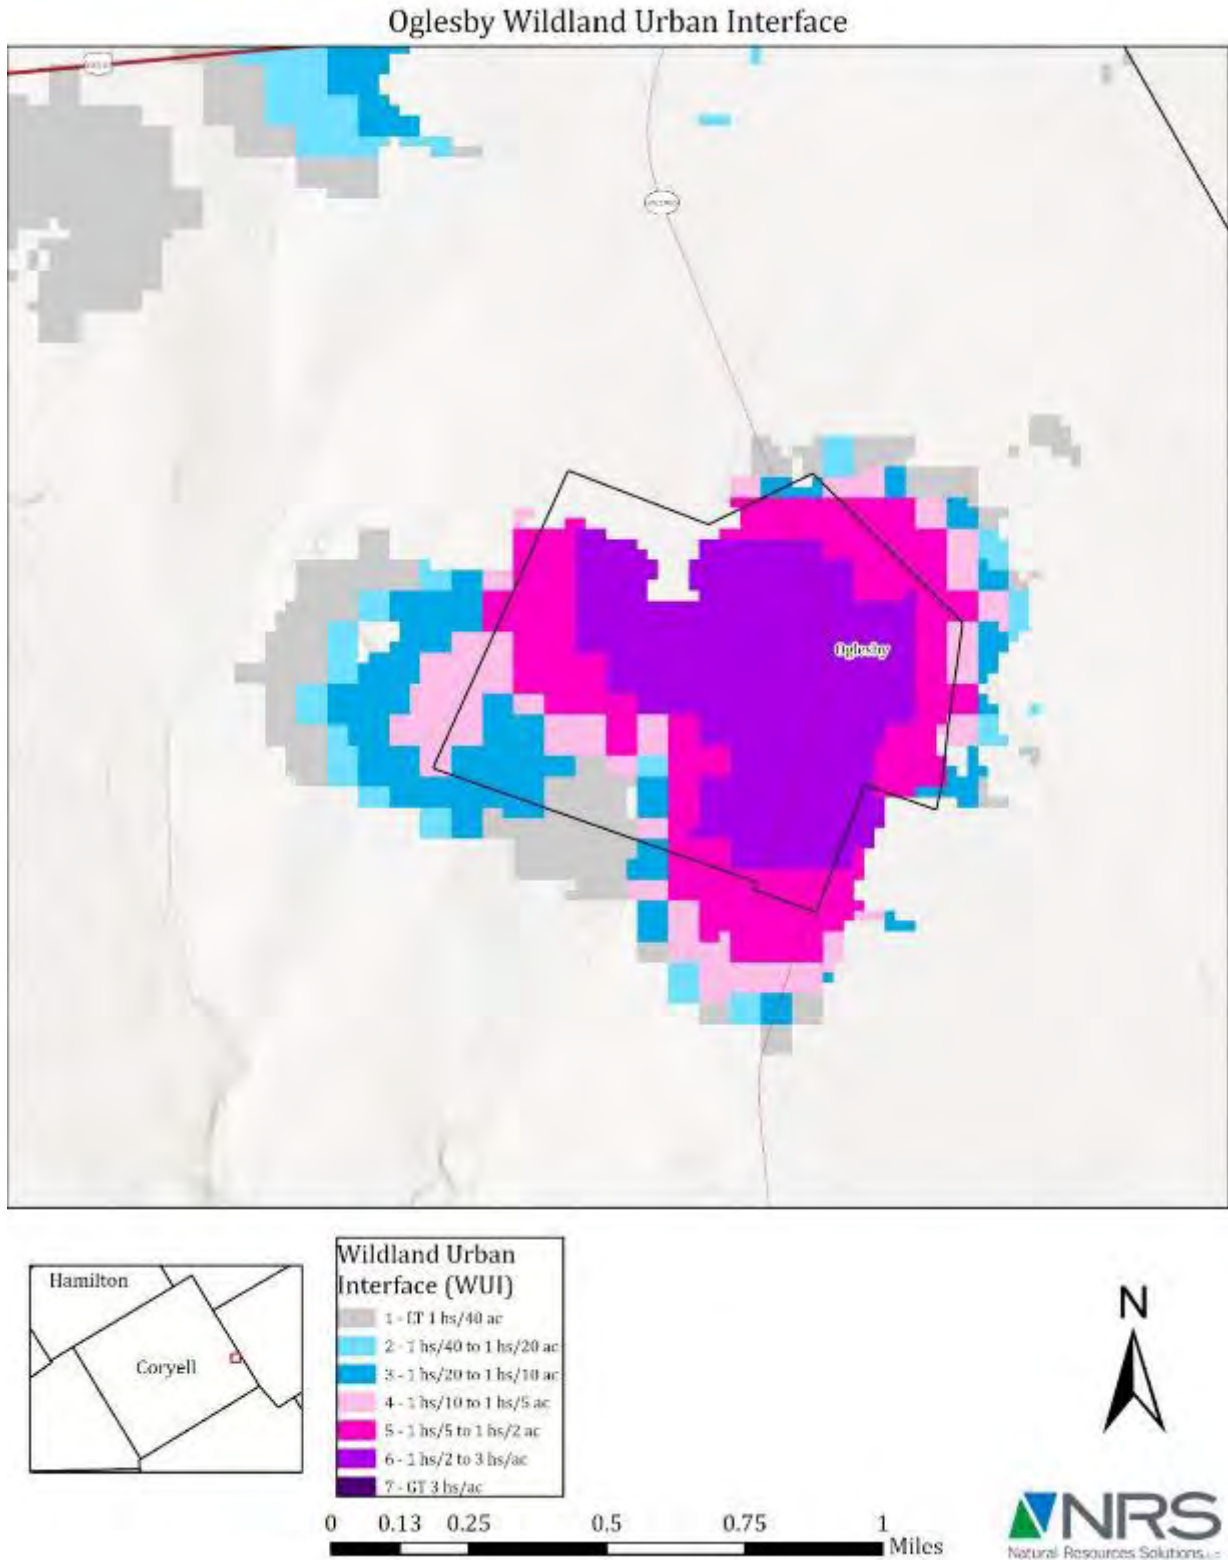 Oglesby Wildland Urban Interface
Oglesby
Hamilton
Coryell
Wildland Urban
Interface (WUI)
1 - LT 1 hs/40 ac
2 - 1 hs/40 to 1 hs/20 ac
3 - 1 hs/20 to 1 hs/10 ac
4 - 1 hs/10 to 1 hs/5 ac
5 - 1 hs/5 to 1 hs/2 ac
6 - 1 hs/2 to 3 hs/ac
7 - GT 3 hs/ac
N
0 0.13 0.25 0.5 0.75 1
Miles
NRS
Natural Resources Solutions